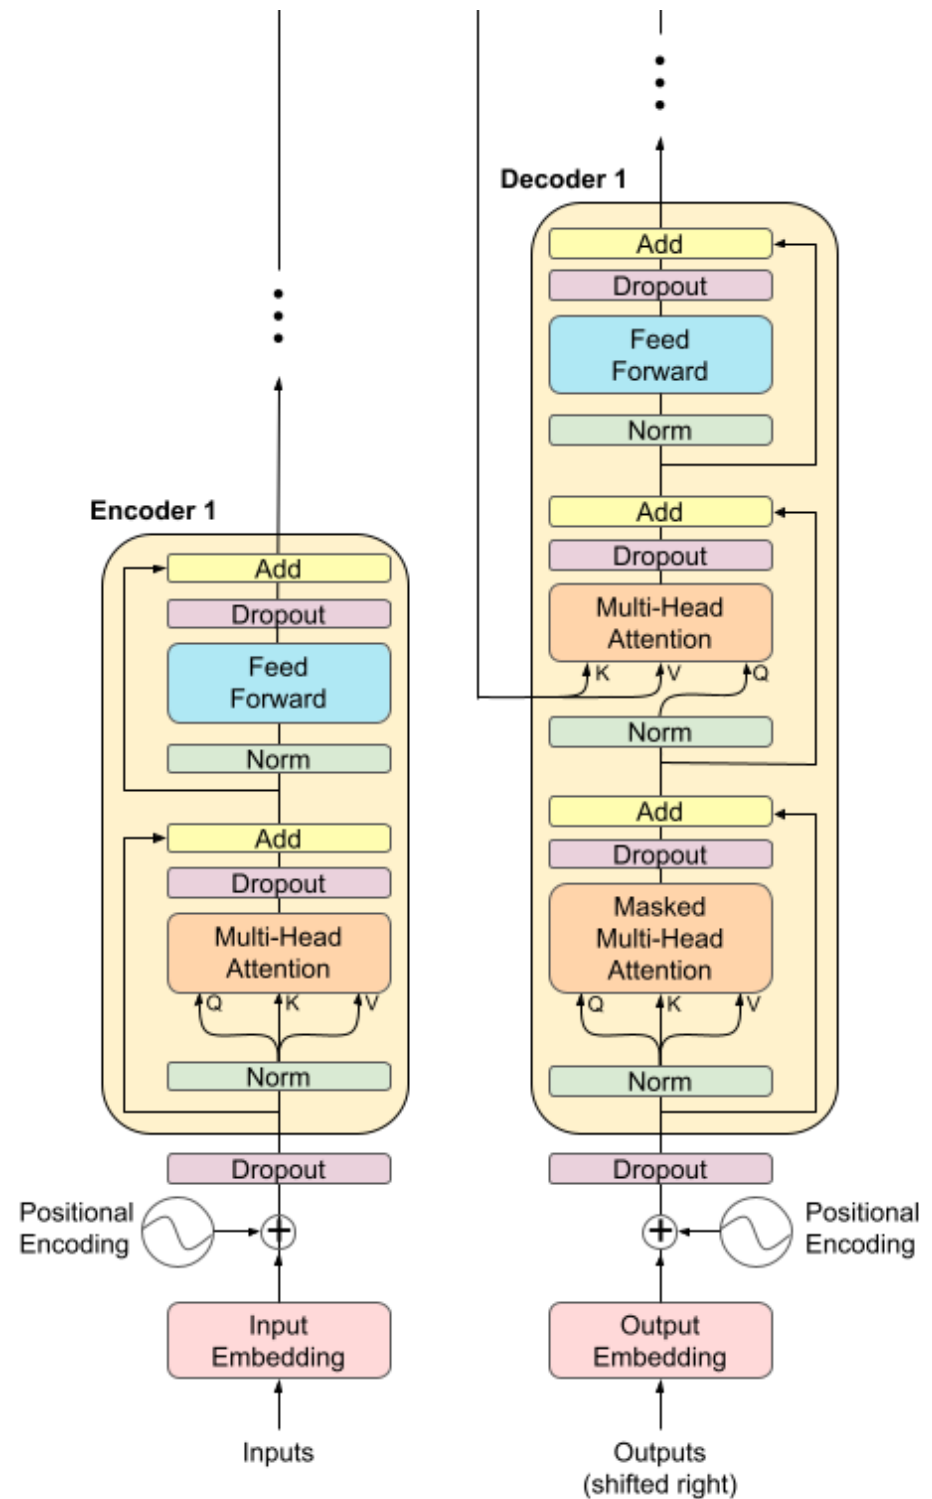 Decoder 1
Add
Dropout
Feed
Forward
Norm
Add
Dropout
Multi-Head
Attention
K
V
Q
Norm
Add
Dropout
Masked
Multi-Head
Attention
Q
K
V
Norm
Dropout
Positional
Encoding
Output
Embedding
Outputs
(shifted right)
Encoder 1
Add
Dropout
Feed
Forward
Norm
Add
Dropout
Multi-Head
Attention
Q
K
V
Norm
Dropout
Positional
Encoding
Input
Embedding
Inputs